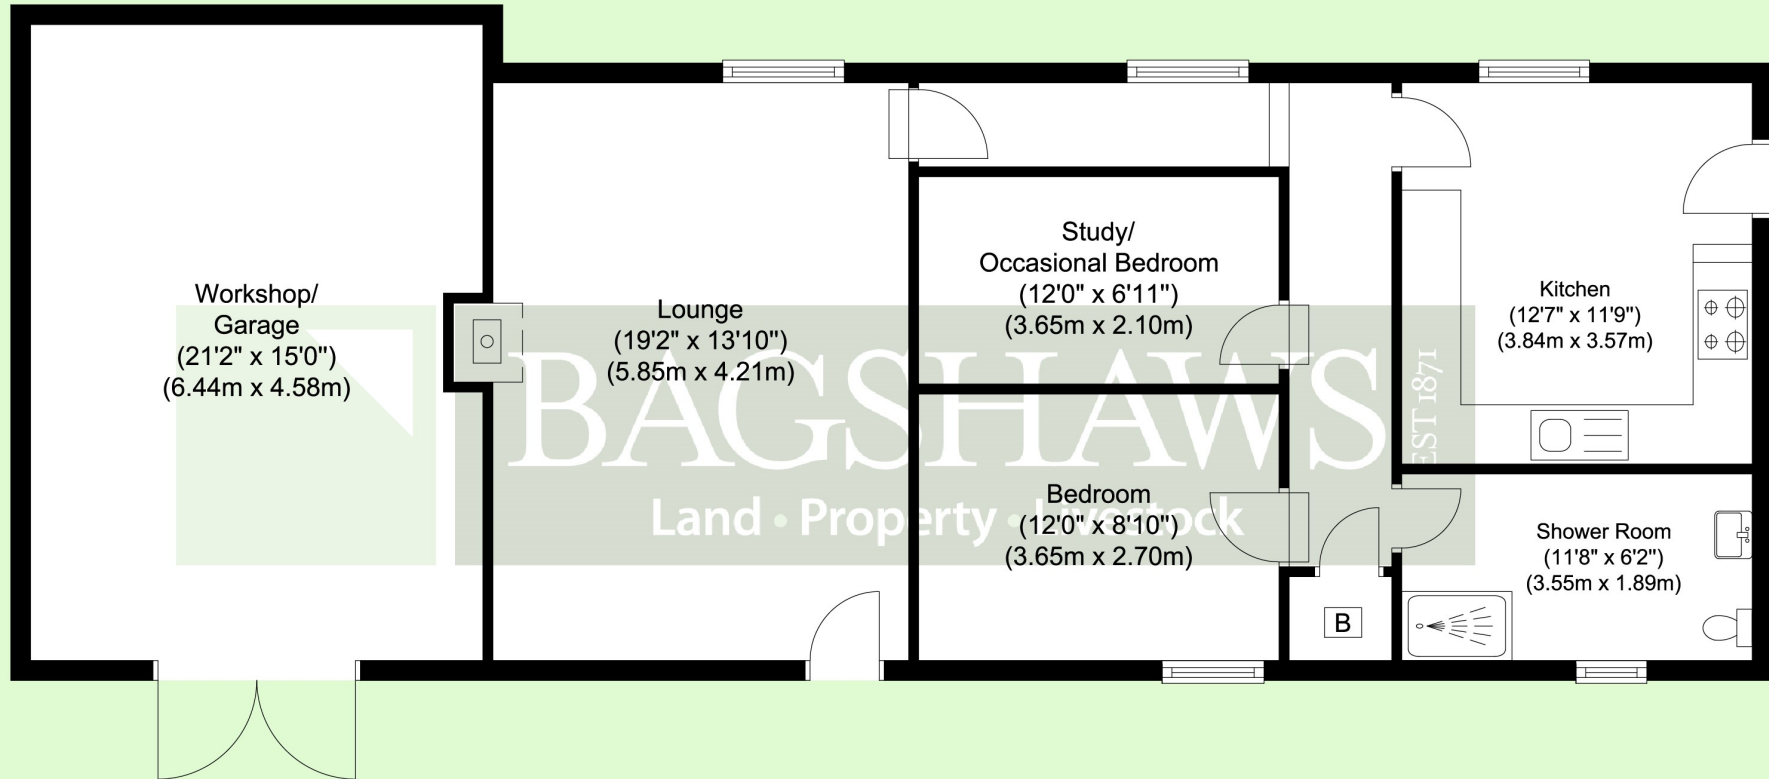 Workshop/
Garage
(21'2" x 15'0")
(6.44m x 4.58m)
Lounge
(19'2" x 13'10")
(5.85m x 4.21m)
Study/
Occasional Bedroom
(12'0" x 6'11")
(3.65m x 2.10m)
Bedroom
(12'0" x 8'10")
(3.65m x 2.70m)
Kitchen
(12'7" x 11'9")
(3.84m x 3.57m)
Shower Room
(11'8" x 6'2")
(3.55m x 1.89m)
B
BAGSHAWS
EST 1871
Land • Property • Livestock